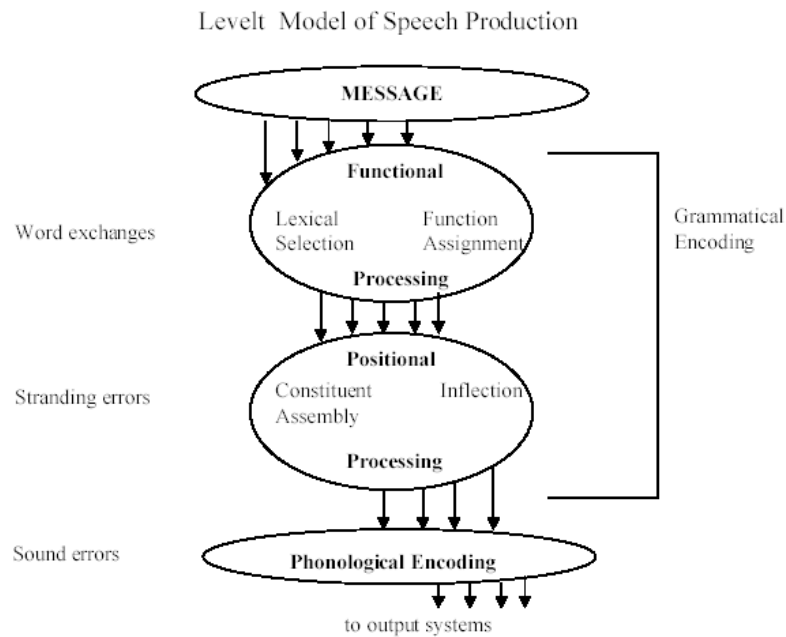 Levelt Model of Speech Production
MESSAGE
Functional
Lexical Selection
Function Assignment
Processing
Word exchanges
Grammatical Encoding
Positional
Constituent Assembly
Inflection
Processing
Stranding errors
Sound errors
Phonological Encoding
to output systems